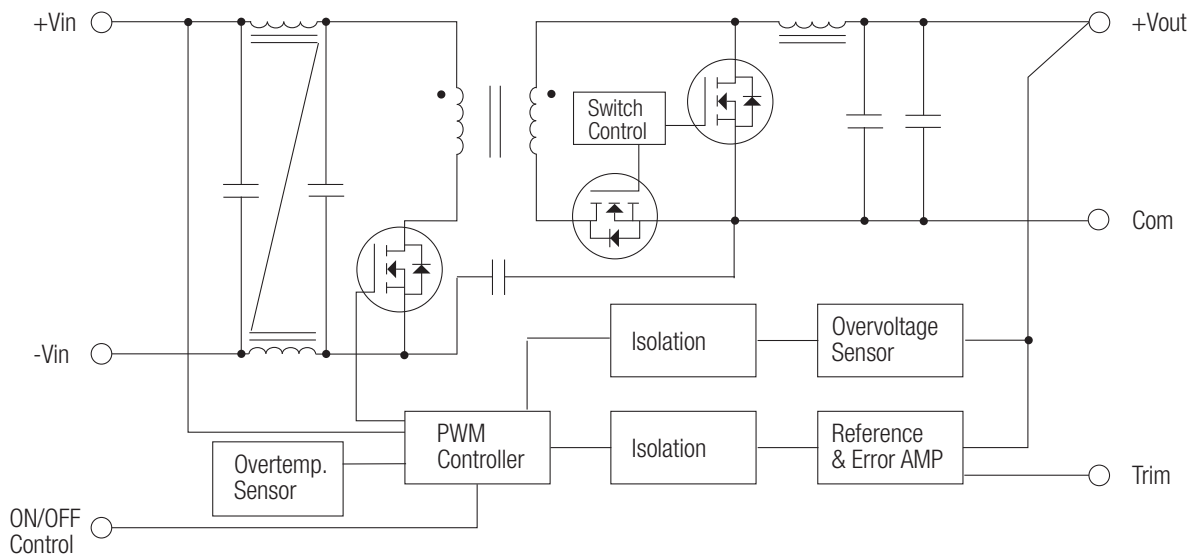 +Vin
+Vout
Switch
Control
Com
-Vin
Isolation
Overvoltage
Sensor
PWM
Controller
Isolation
Reference
& Error AMP
Overtemp.
Sensor
Trim
ON/OFF
Control